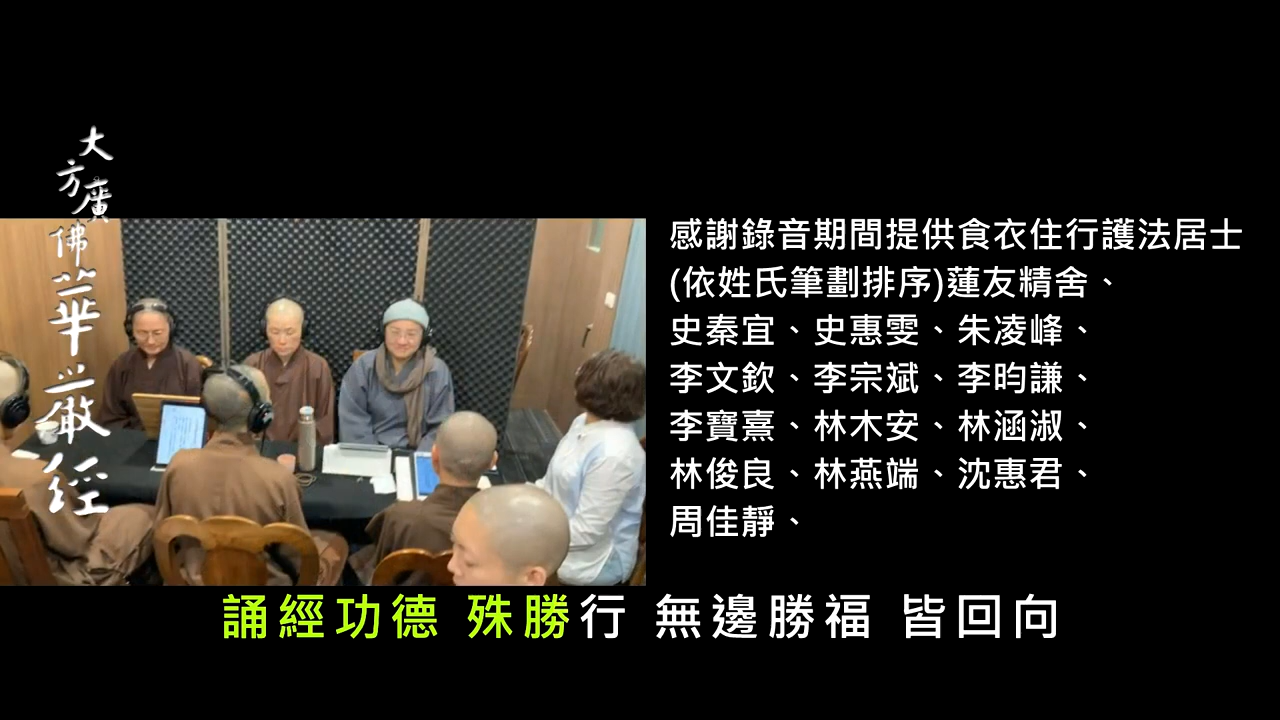 大方廣佛華嚴經
感謝錄音期間提供食衣住行護法居士
(依姓氏筆劃排序)蓮友精舍、
史秦宜、史惠雯、朱凌峰、
李文欽、李宗斌、李昀謙、
李寶熹、林木安、林涵淑、
林俊良、林燕端、沈惠君、
周佳靜、
誦經功德 殊勝行 無邊勝福 皆回向